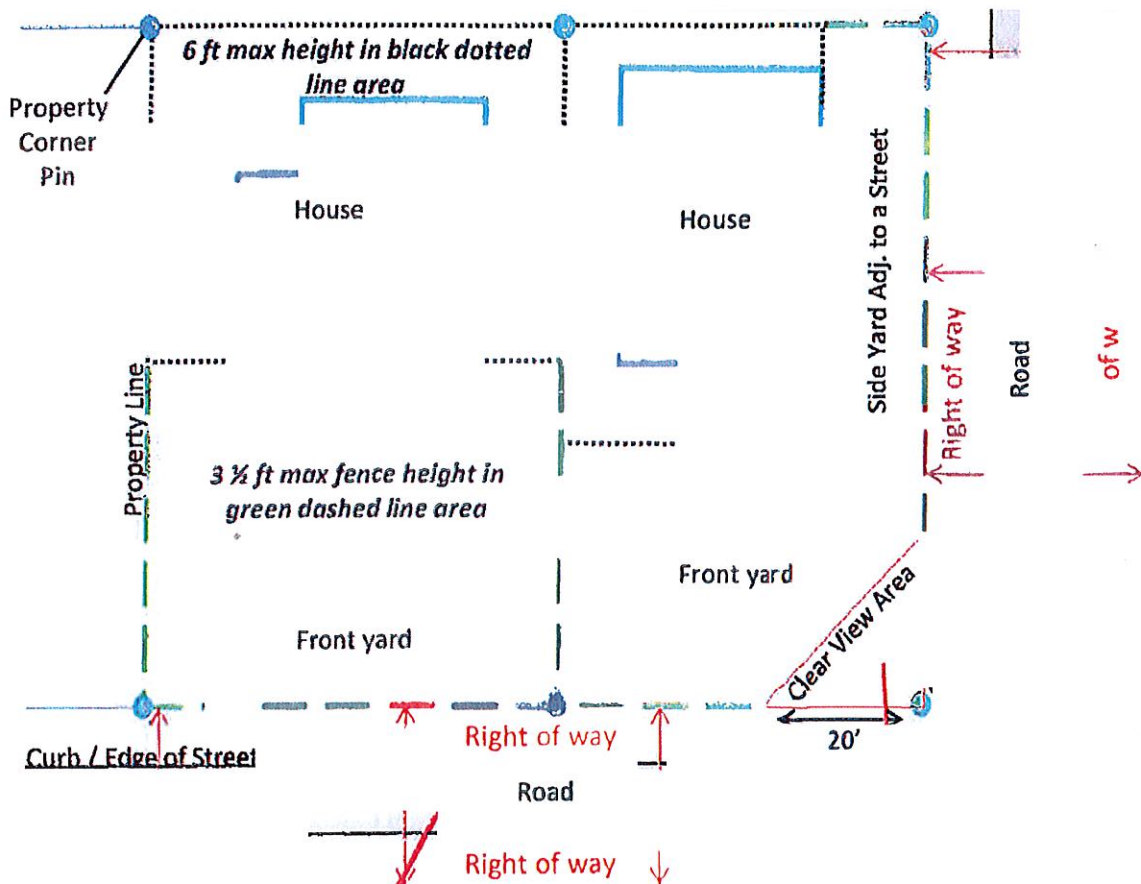 6 ft max height in black dotted
line area
Property
Corner
Pin
House
House
Side Yard Adj. to a Street
Right of way
Road
of w
Property Line
3 ½ ft max fence height in
green dashed line area
Front yard
Front yard
Clear View Area
20'
Curb / Edge of Street
Right of way
Road
Right of way